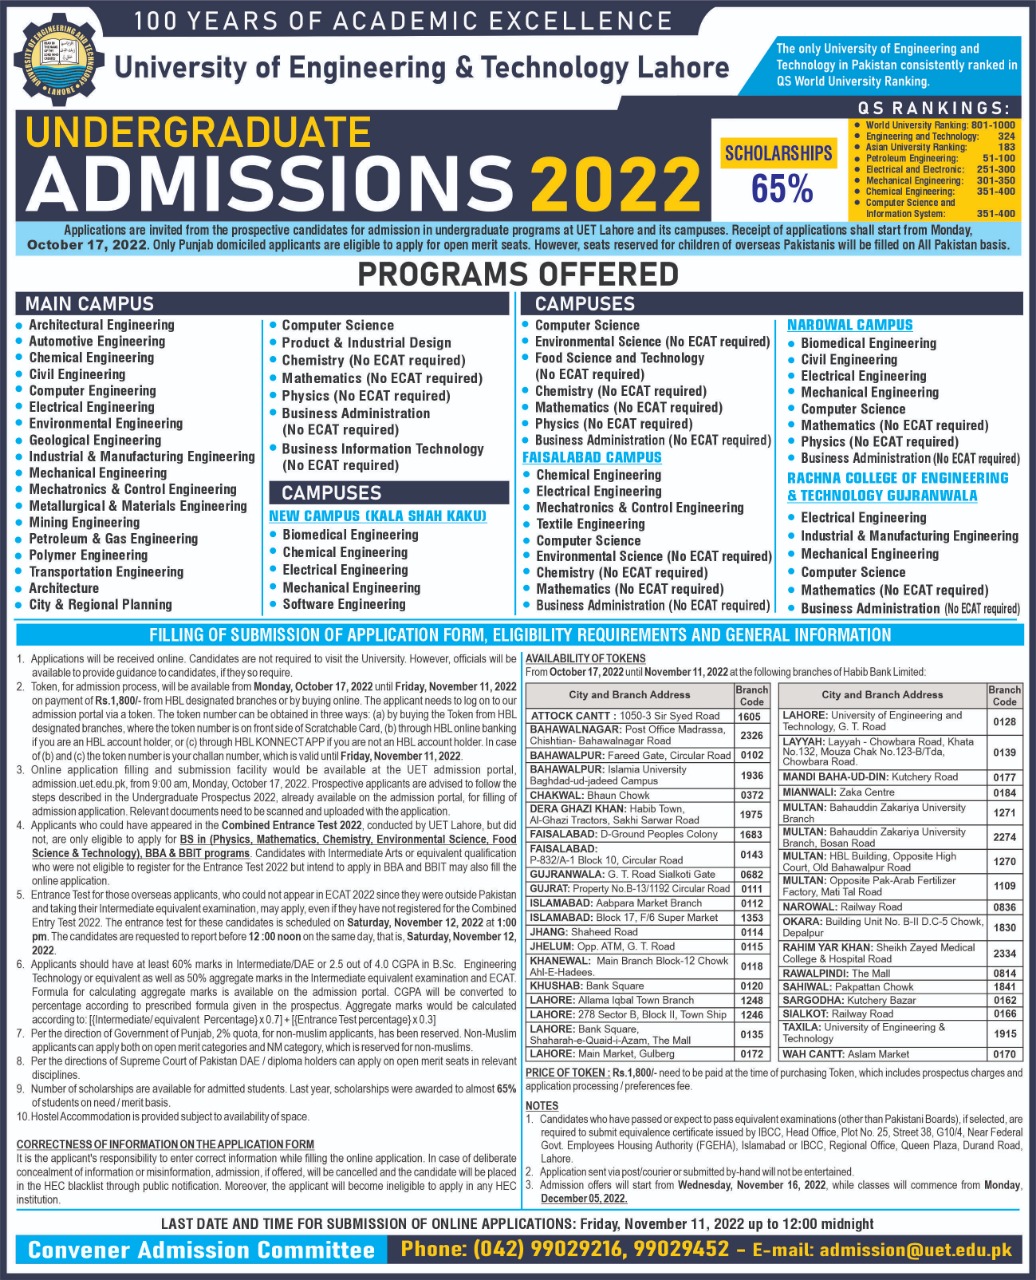 100 YEARS OF ACADEMIC EXCELLENCE
UNIVERSITY OF ENGINEERING AND TECHNOLOGY
LAHORE
University of Engineering & Technology Lahore
The only University of Engineering and
Technology in Pakistan consistently ranked in
QS World University Ranking.
UNDERGRADUATE
ADMISSIONS 2022
SCHOLARSHIPS
65%
QS RANKINGS:
• World University Ranking: 801-1000
• Engineering and Technology: 324
• Asian University Ranking: 183
• Petroleum Engineering: 51-100
• Electrical and Electronic: 251-300
• Mechanical Engineering: 301-350
• Chemical Engineering: 351-400
• Computer Science and
Information System: 351-400
Applications are invited from the prospective candidates for admission in undergraduate programs at UET Lahore and its campuses. Receipt of applications shall start from Monday,
October 17, 2022. Only Punjab domiciled applicants are eligible to apply for open merit seats. However, seats reserved for children of overseas Pakistanis will be filled on All Pakistan basis.
PROGRAMS OFFERED
MAIN CAMPUS
• Architectural Engineering
• Automotive Engineering
• Chemical Engineering
• Civil Engineering
• Computer Engineering
• Electrical Engineering
• Environmental Engineering
• Geological Engineering
• Industrial & Manufacturing Engineering
• Mechanical Engineering
• Mechatronics & Control Engineering
• Metallurgical & Materials Engineering
• Mining Engineering
• Petroleum & Gas Engineering
• Polymer Engineering
• Transportation Engineering
• Architecture
• City & Regional Planning
• Computer Science
• Product & Industrial Design
• Chemistry (No ECAT required)
• Mathematics (No ECAT required)
• Physics (No ECAT required)
• Business Administration
(No ECAT required)
• Business Information Technology
(No ECAT required)
CAMPUSES
NEW CAMPUS (KALA SHAH KAKU)
• Biomedical Engineering
• Chemical Engineering
• Electrical Engineering
• Mechanical Engineering
• Software Engineering
CAMPUSES
• Computer Science
• Environmental Science (No ECAT required)
• Food Science and Technology
(No ECAT required)
• Chemistry (No ECAT required)
• Mathematics (No ECAT required)
• Physics (No ECAT required)
• Business Administration (No ECAT required)
FAISALABAD CAMPUS
• Chemical Engineering
• Electrical Engineering
• Mechatronics & Control Engineering
• Textile Engineering
• Computer Science
• Environmental Science (No ECAT required)
• Chemistry (No ECAT required)
• Mathematics (No ECAT required)
• Business Administration (No ECAT required)
NAROWAL CAMPUS
• Biomedical Engineering
• Civil Engineering
• Electrical Engineering
• Mechanical Engineering
• Computer Science
• Mathematics (No ECAT required)
• Physics (No ECAT required)
• Business Administration (No ECAT required)
RACHNA COLLEGE OF ENGINEERING
& TECHNOLOGY GUJRANWALA
• Electrical Engineering
• Industrial & Manufacturing Engineering
• Mechanical Engineering
• Computer Science
• Mathematics (No ECAT required)
• Business Administration (No ECAT required)
FILLING OF SUBMISSION OF APPLICATION FORM, ELIGIBILITY REQUIREMENTS AND GENERAL INFORMATION
1. Applications will be received online. Candidates are not required to visit the University. However, officials will be
available to provide guidance to candidates, if they so require.
2. Token, for admission process, will be available from Monday, October 17, 2022 until Friday, November 11, 2022
on payment of Rs.1,800/- from HBL designated branches or by buying online. The applicant needs to log on to our
admission portal via a token. The token number can be obtained in three ways: (a) by buying the Token from HBL
designated branches, where the token number is on front side of Scratchable Card, (b) through HBL online banking
if you are an HBL account holder, or (c) through HBL KONNECT APP if you are not an HBL account holder. In case
of (b) and (c) the token number is your challan number, which is valid until Friday, November 11, 2022.
3. Online application filling and submission facility would be available at the UET admission portal,
admission.uet.edu.pk, from 9:00 am, Monday, October 17, 2022. Prospective applicants are advised to follow the
steps described in the Undergraduate Prospectus 2022, already available on the admission portal, for filling of
admission application. Relevant documents need to be scanned and uploaded with the application.
4. Applicants who could have appeared in the Combined Entrance Test 2022, conducted by UET Lahore, but did
not, are only eligible to apply for BS in (Physics, Mathematics, Chemistry, Environmental Science, Food
Science & Technology), BBA & BBIT programs. Candidates with Intermediate Arts or equivalent qualification
who were not eligible to register for the Entrance Test 2022 but intend to apply in BBA and BBIT may also fill the
online application.
5. Entrance Test for those overseas applicants, who could not appear in ECAT 2022 since they were outside Pakistan
and taking their Intermediate equivalent examination, may apply, even if they have not registered for the Combined
Entry Test 2022. The entrance test for these candidates is scheduled on Saturday, November 12, 2022 at 1:00
pm. The candidates are requested to report before 12:00 noon on the same day, that is, Saturday, November 12,
2022.
6. Applicants should have at least 60% marks in Intermediate/DAE or 2.5 out of 4.0 CGPA in B.Sc. Engineering
Technology or equivalent as well as 50% aggregate marks in the Intermediate equivalent examination and ECAT.
Formula for calculating aggregate marks is available on the admission portal. CGPA will be converted to
percentage according to prescribed formula given in the prospectus. Aggregate marks would be calculated
according to: [{Intermediate/ equivalent Percentage} x 0.7] + [{Entrance Test percentage} x 0.3]
7. Per the direction of Government of Punjab, 2% quota, for non-muslim applicants, has been reserved. Non-Muslim
applicants can apply both on open merit categories and NM category, which is reserved for non-muslims.
8. Per the directions of Supreme Court of Pakistan DAE / diploma holders can apply on open merit seats in relevant
disciplines.
9. Number of scholarships are available for admitted students. Last year, scholarships were awarded to almost 65%
of students on need / merit basis.
10. Hostel Accommodation is provided subject to availability of space.
CORRECTNESS OF INFORMATION ON THE APPLICATION FORM
It is the applicant's responsibility to enter correct information while filling the online application. In case of deliberate
concealment of information or misinformation, admission, if offered, will be cancelled and the candidate will be placed
in the HEC blacklist through public notification. Moreover, the applicant will become ineligible to apply in any HEC
institution.
AVAILABILITY OF TOKENS
From October 17, 2022 until November 11, 2022 at the following branches of Habib Bank Limited:
City and Branch Address Branch
Code
ATTOCK CANTT : 1050-3 Sir Syed Road 1605
BAHAWALNAGAR: Post Office Madrassa,
Chishtian- Bahawalnagar Road 2326
BAHAWALPUR: Fareed Gate, Circular Road 0102
BAHAWALPUR: Islamia University
Baghdad-ud-jadeed Campus 1936
CHAKWAL: Bhaun Chowk 0372
DERA GHAZI KHAN: Habib Town,
Al-Ghazi Tractors, Sakhi Sarwar Road 1975
FAISALABAD: D-Ground Peoples Colony 1683
FAISALABAD:
P-832/A-1 Block 10, Circular Road 0143
GUJRANWALA: G. T. Road Sialkoti Gate 0682
GUJRAT: Property No.B-13/1192 Circular Road 0111
ISLAMABAD: Aabpara Market Branch 0112
ISLAMABAD: Block 17, F/6 Super Market 1353
JHANG: Shaheed Road 0114
JHELUM: Opp. ATM, G. T. Road 0115
KHANEWAL: Main Branch Block-12 Chowk
Ahl-E-Hadees. 0118
KHUSHAB: Bank Square 0120
LAHORE: Allama Iqbal Town Branch 1248
LAHORE: 278 Sector B, Block II, Town Ship 1246
LAHORE: Bank Square,
Shaharah-e-Quaid-i-Azam, The Mall 0135
LAHORE: Main Market, Gulberg 0172
City and Branch Address Branch
Code
LAHORE: University of Engineering and
Technology, G. T. Road 0128
LAYYAH: Layyah - Chowbara Road, Khata
No.132, Mouza Chak No.123-B/Tda,
Chowbara Road. 0139
MANDI BAHA-UD-DIN: Kutchery Road 0177
MIANWALI: Zaka Centre 0184
MULTAN: Bahauddin Zakariya University
Branch 1271
MULTAN: Bahauddin Zakariya University
Branch, Bosan Road 2274
MULTAN: HBL Building, Opposite High
Court, Old Bahawalpur Road 1270
MULTAN: Opposite Pak-Arab Fertilizer
Factory, Mati Tal Road 1109
NAROWAL: Railway Road 0836
OKARA: Building Unit No. B-II D.C-5 Chowk,
Depalpur 1830
RAHIM YAR KHAN: Sheikh Zayed Medical
College & Hospital Road 2334
RAWALPINDI: The Mall 0814
SAHIWAL: Pakpattan Chowk 1841
SARGODHA: Kutchery Bazar 0162
SIALKOT: Railway Road 0166
TAXILA: University of Engineering &
Technology 1915
WAH CANTT: Aslam Market 0170
PRICE OF TOKEN : Rs.1,800/- need to be paid at the time of purchasing Token, which includes prospectus charges and
application processing / preferences fee.
NOTES
1. Candidates who have passed or expect to pass equivalent examinations (other than Pakistani Boards), if selected, are
required to submit equivalence certificate issued by IBCC, Head Office, Plot No. 25, Street 38, G10/4, Near Federal
Govt. Employees Housing Authority (FGEHA), Islamabad or IBCC, Regional Office, Queen Plaza, Durand Road,
Lahore.
2. Application sent via post/courier or submitted by-hand will not be entertained.
3. Admission offers will start from Wednesday, November 16, 2022, while classes will commence from Monday,
December 05, 2022.
LAST DATE AND TIME FOR SUBMISSION OF ONLINE APPLICATIONS: Friday, November 11, 2022 up to 12:00 midnight
Convener Admission Committee
Phone: (042) 99029216, 99029452 – E-mail: admission@uet.edu.pk